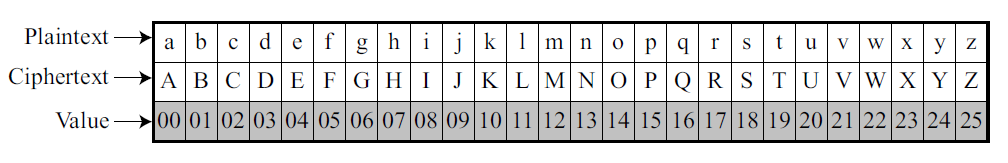 Plaintext a b c d e f g h i j k l m n o p q r s t u v w x y z
Ciphertext A B C D E F G H I J K L M N O P Q R S T U V W X Y Z
Value 00 01 02 03 04 05 06 07 08 09 10 11 12 13 14 15 16 17 18 19 20 21 22 23 24 25